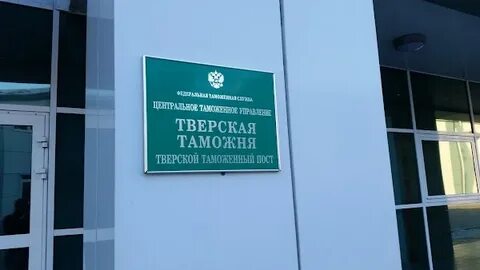 ФЕДЕРАЛЬНАЯ ТАМОЖЕННАЯ СЛУЖБА
ЦЕНТРАЛЬНОЕ ТАМОЖЕННОЕ УПРАВЛЕНИЕ
ТВЕРСКАЯ
ТАМОЖНЯ
ТВЕРСКОЙ ТАМОЖЕННЫЙ ПОСТ